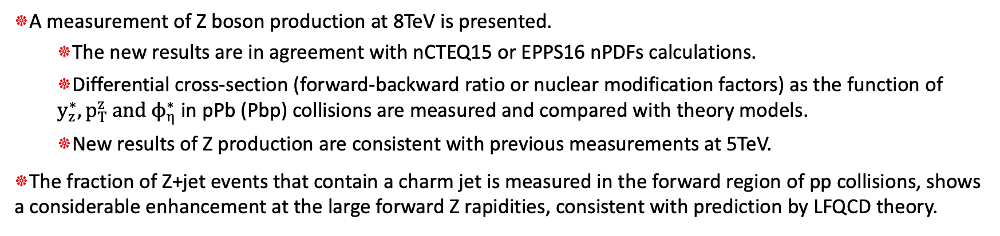 ❉A measurement of Z boson production at 8TeV is presented.
❉The new results are in agreement with nCTEQ15 or EPPS16 nPDFs calculations.
❉Differential cross-section (forward-backward ratio or nuclear modification factors) as the function of
y*z, pᶻT and ϕ*η in pPb (Pbp) collisions are measured and compared with theory models.
❉New results of Z production are consistent with previous measurements at 5TeV.
❉The fraction of Z+jet events that contain a charm jet is measured in the forward region of pp collisions, shows
a considerable enhancement at the large forward Z rapidities, consistent with prediction by LFQCD theory.